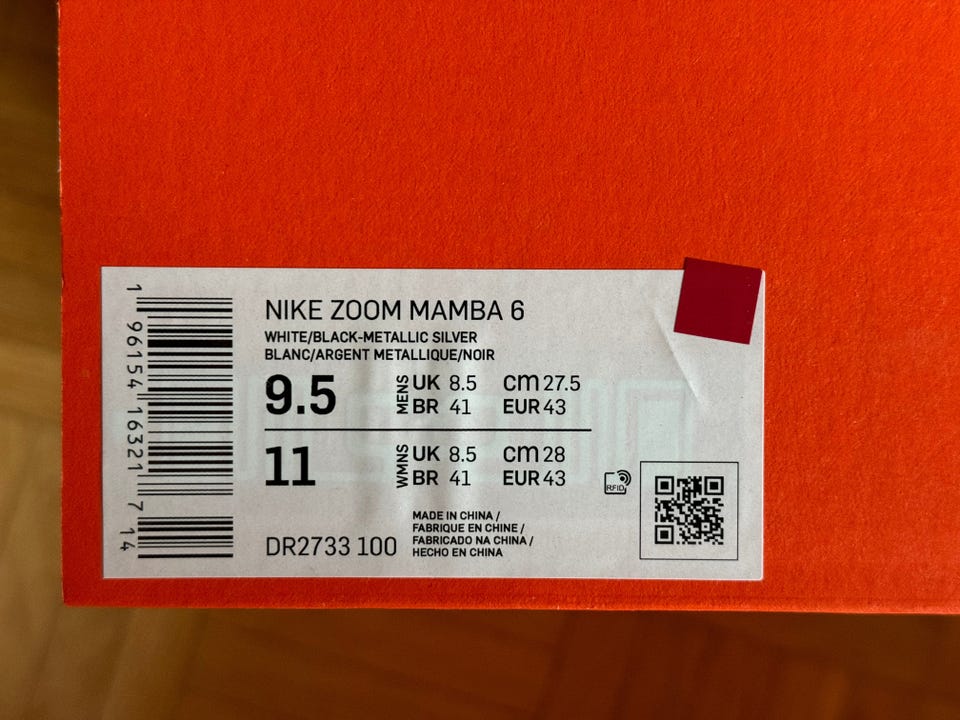 NIKE ZOOM MAMBA 6
WHITE/BLACK-METALLIC SILVER
BLANC/ARGENT METALLIQUE/NOIR
9.5 MENS UK 8.5 cm 27.5
BR 41 EUR 43
11 WMNS UK 8.5 cm 28
BR 41 EUR 43
RFID
MADE IN CHINA /
FABRIQUE EN CHINE /
FABRICADO NA CHINA /
HECHO EN CHINA
DR2733 100
1 96154 16321 7 14